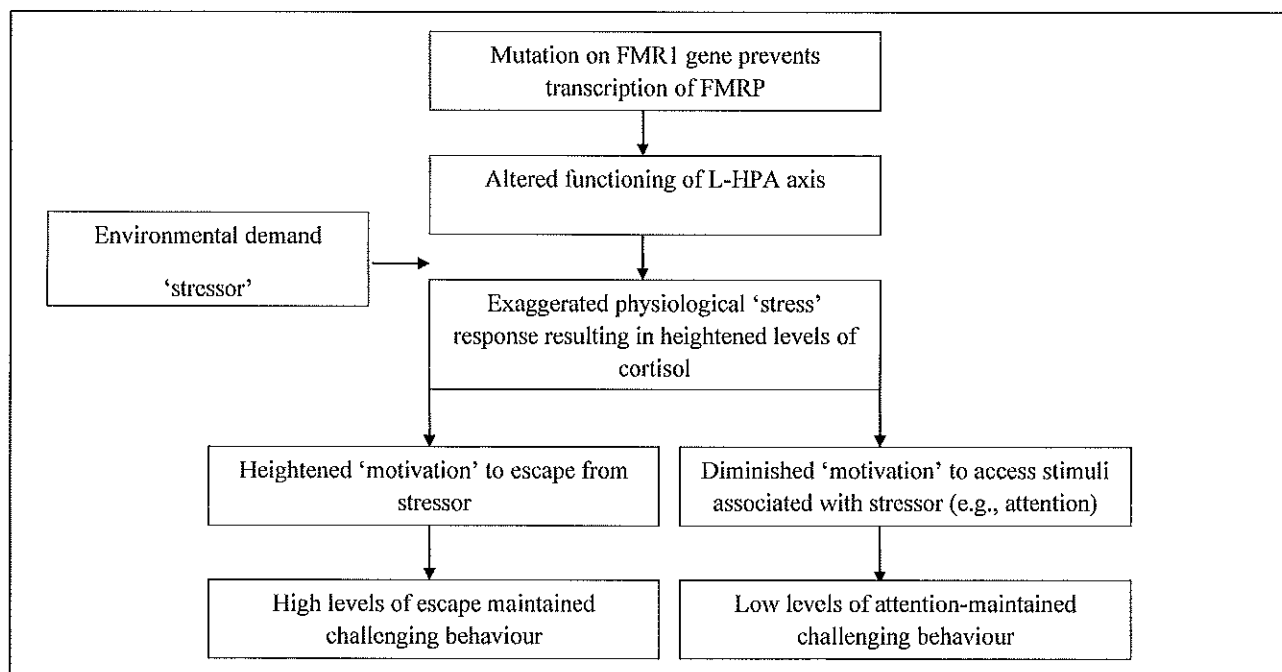 Mutation on FMR1 gene prevents
transcription of FMRP
Altered functioning of L-HPA axis
Environmental demand
‘stressor’
Exaggerated physiological ‘stress’
response resulting in heightened levels of
cortisol
Heightened ‘motivation’ to escape from
stressor
Diminished ‘motivation’ to access stimuli
associated with stressor (e.g., attention)
High levels of escape maintained
challenging behaviour
Low levels of attention-maintained
challenging behaviour